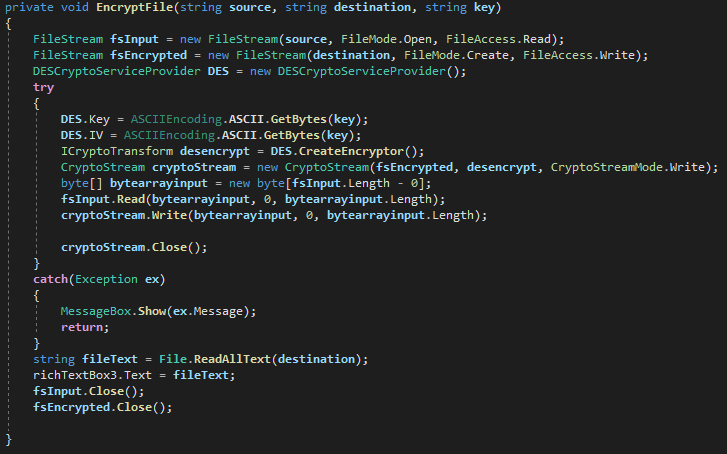 private void EncryptFile(string source, string destination, string key)
{
FileStream fsInput = new FileStream(source, FileMode.Open, FileAccess.Read);
FileStream fsEncrypted = new FileStream(destination, FileMode.Create, FileAccess.Write);
DESCryptoServiceProvider DES = new DESCryptoServiceProvider();
try
{
DES.Key = ASCIIEncoding.ASCII.GetBytes(key);
DES.IV = ASCIIEncoding.ASCII.GetBytes(key);
ICryptoTransform desencrypt = DES.CreateEncryptor();
CryptoStream cryptoStream = new CryptoStream(fsEncrypted, desencrypt, CryptoStreamMode.Write);
byte[] bytearrayinput = new byte[fsInput.Length - 0];
fsInput.Read(bytearrayinput, 0, bytearrayinput.Length);
cryptoStream.Write(bytearrayinput, 0, bytearrayinput.Length);
cryptoStream.Close();
}
catch(Exception ex)
{
MessageBox.Show(ex.Message);
return;
}
string fileText = File.ReadAllText(destination);
richTextBox3.Text = fileText;
fsInput.Close();
fsEncrypted.Close();
}